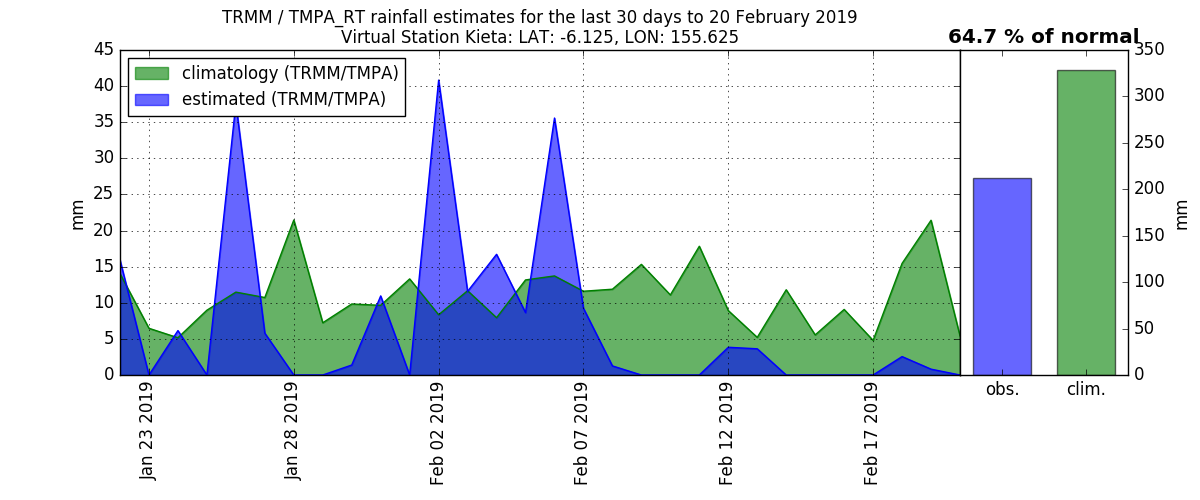 TRMM / TMPA_RT rainfall estimates for the last 30 days to 20 February 2019
Virtual Station Kieta: LAT: -6.125, LON: 155.625
64.7 % of normal
climatology (TRMM/TMPA)
estimated (TRMM/TMPA)
45
40
35
30
25
20
15
10
5
0
mm
Jan 23 2019
Jan 28 2019
Feb 02 2019
Feb 07 2019
Feb 12 2019
Feb 17 2019
obs.
clim.
350
300
250
200
150
100
50
0
mm